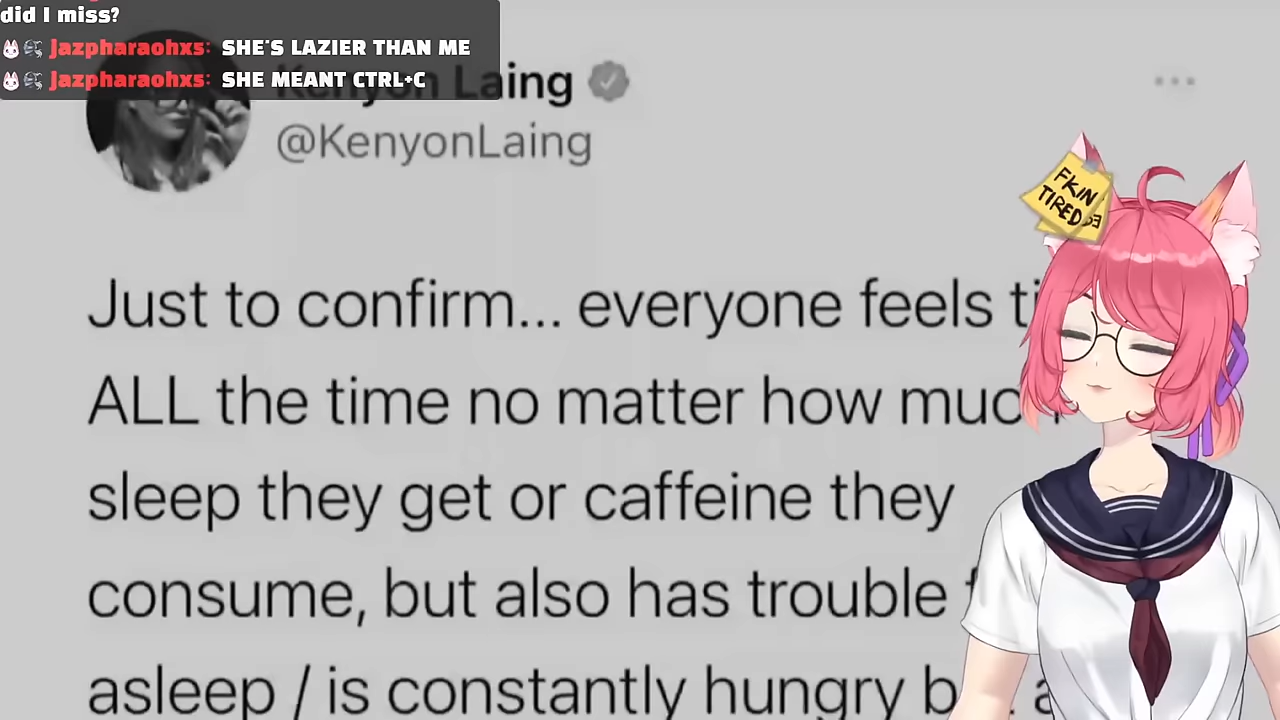 did I miss?
Jazpharaohxs: SHE'S LAZIER THAN ME
Jazpharaohxs: SHE MEANT CTRL+C
Kenyon Laing
@KenyonLaing
FKIN
TIRED
Just to confirm... everyone feels
ALL the time no matter how
sleep they get or caffeine they
consume, but also has trouble
asleep / is constantly hungry